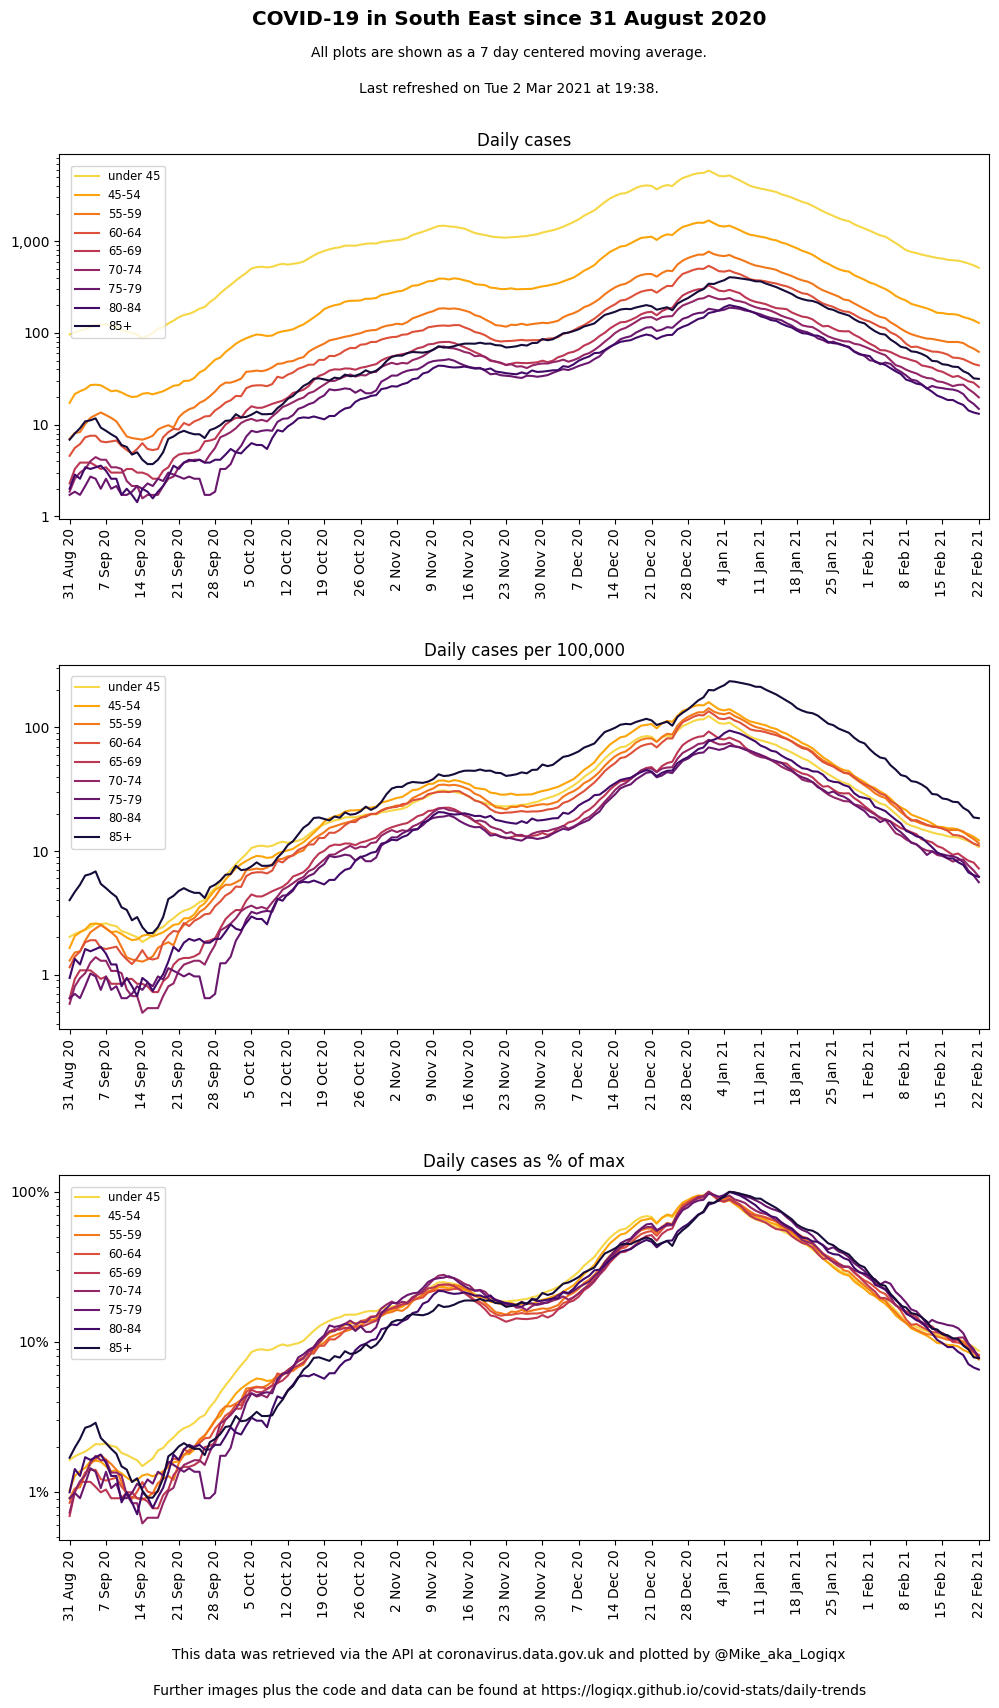 COVID-19 in South East since 31 August 2020
All plots are shown as a 7 day centered moving average.
Last refreshed on Tue 2 Mar 2021 at 19:38.
Daily cases
under 45
45-54
55-59
60-64
65-69
70-74
75-79
80-84
85+
1,000
100
10
1
31 Aug 20
7 Sep 20
14 Sep 20
21 Sep 20
28 Sep 20
5 Oct 20
12 Oct 20
19 Oct 20
26 Oct 20
2 Nov 20
9 Nov 20
16 Nov 20
23 Nov 20
30 Nov 20
7 Dec 20
14 Dec 20
21 Dec 20
28 Dec 20
4 Jan 21
11 Jan 21
18 Jan 21
25 Jan 21
1 Feb 21
8 Feb 21
15 Feb 21
22 Feb 21
Daily cases per 100,000
under 45
45-54
55-59
60-64
65-69
70-74
75-79
80-84
85+
100
10
1
31 Aug 20
7 Sep 20
14 Sep 20
21 Sep 20
28 Sep 20
5 Oct 20
12 Oct 20
19 Oct 20
26 Oct 20
2 Nov 20
9 Nov 20
16 Nov 20
23 Nov 20
30 Nov 20
7 Dec 20
14 Dec 20
21 Dec 20
28 Dec 20
4 Jan 21
11 Jan 21
18 Jan 21
25 Jan 21
1 Feb 21
8 Feb 21
15 Feb 21
22 Feb 21
Daily cases as % of max
under 45
45-54
55-59
60-64
65-69
70-74
75-79
80-84
85+
100%
10%
1%
31 Aug 20
7 Sep 20
14 Sep 20
21 Sep 20
28 Sep 20
5 Oct 20
12 Oct 20
19 Oct 20
26 Oct 20
2 Nov 20
9 Nov 20
16 Nov 20
23 Nov 20
30 Nov 20
7 Dec 20
14 Dec 20
21 Dec 20
28 Dec 20
4 Jan 21
11 Jan 21
18 Jan 21
25 Jan 21
1 Feb 21
8 Feb 21
15 Feb 21
22 Feb 21
This data was retrieved via the API at coronavirus.data.gov.uk and plotted by @Mike_aka_Logiqx
Further images plus the code and data can be found at https://logiqx.github.io/covid-stats/daily-trends